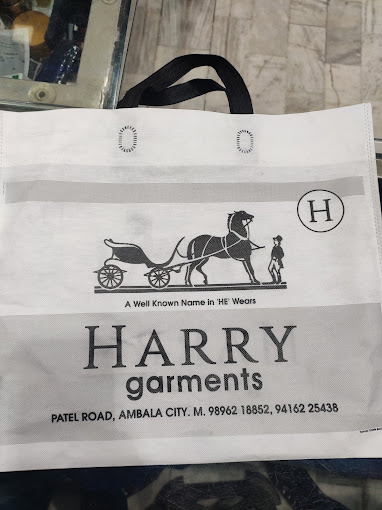 H
A Well Known Name in 'HE' Wears
HARRY
garments
PATEL ROAD, AMBALA CITY. M. 98962 18852, 94162 25438